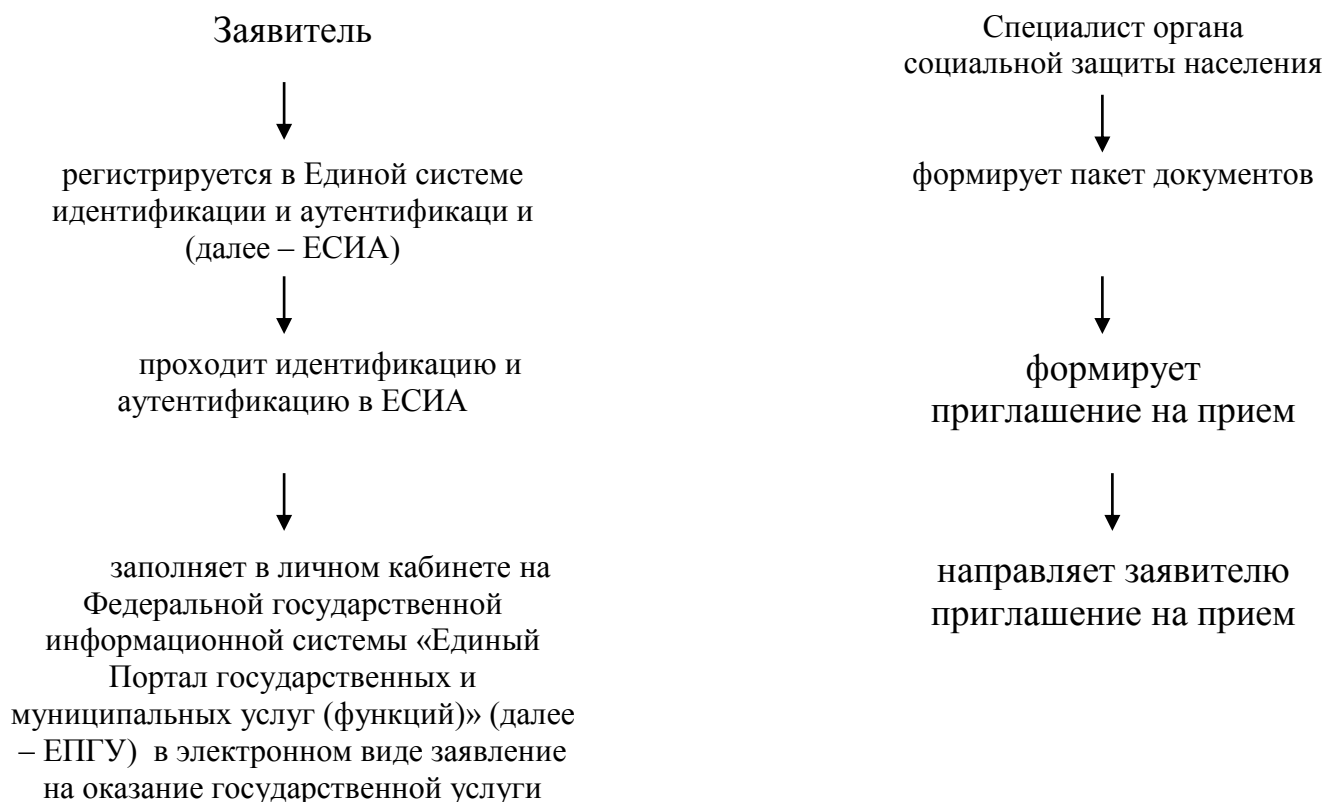 Заявитель
регистрируется в Единой системе
идентификации и аутентификаци и
(далее – ЕСИА)
проходит идентификацию и
аутентификацию в ЕСИА
заполняет в личном кабинете на
Федеральной государственной
информационной системы «Единый
Портал государственных и
муниципальных услуг (функций)» (далее
– ЕПГУ) в электронном виде заявление
на оказание государственной услуги
Специалист органа
социальной защиты населения
формирует пакет документов
формирует
приглашение на прием
направляет заявителю
приглашение на прием